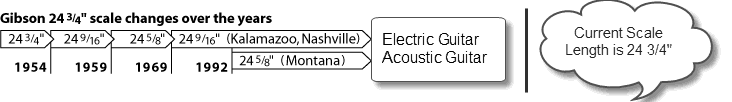 Gibson 24 3/4" scale changes over the years
24 3/4" 24 9/16" 24 5/8" 24 9/16" (Kalamazoo, Nashville)
24 5/8" (Montana)
1954 1959 1969 1992
Electric Guitar
Acoustic Guitar
Current Scale
Length is 24 3/4"